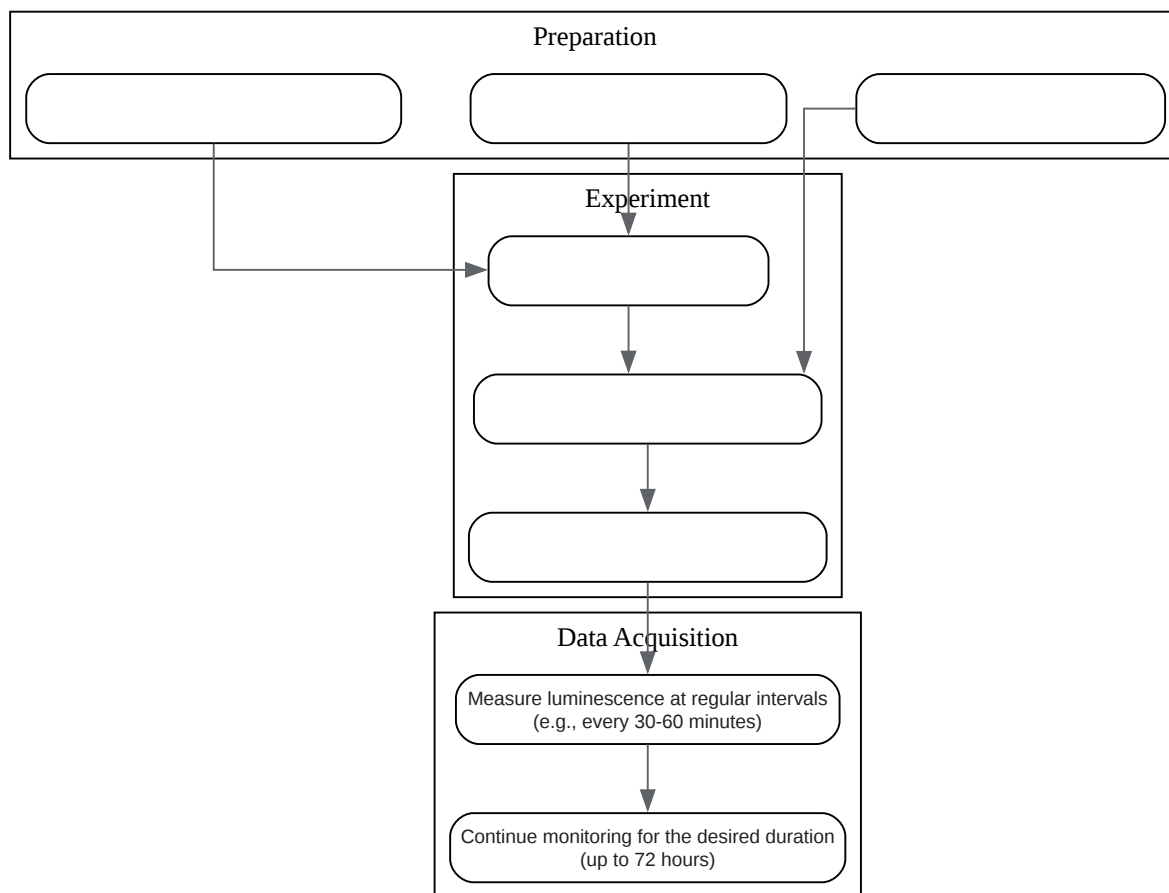 Preparation
Experiment
Data Acquisition
Measure luminescence at regular intervals
(e.g., every 30-60 minutes)
Continue monitoring for the desired duration
(up to 72 hours)